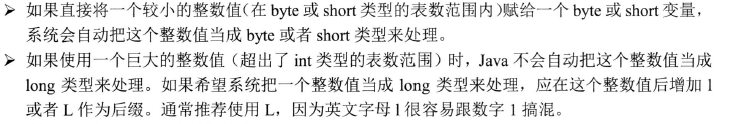 ➢ 如果直接将一个较小的整数值(在 byte 或 short 类型的表数范围内)赋给一个 byte 或 short 变量，
系统会自动把这个整数值当成 byte 或者 short 类型来处理。
➢ 如果使用一个巨大的整数值（超出了 int 类型的表数范围）时，Java 不会自动把这个整数值当成
long 类型来处理。如果希望系统把一个整数值当成 long 类型来处理，应在这个整数值后增加 l
或者 L 作为后缀。通常推荐使用 L，因为英文字母 l 很容易跟数字 1 搞混。